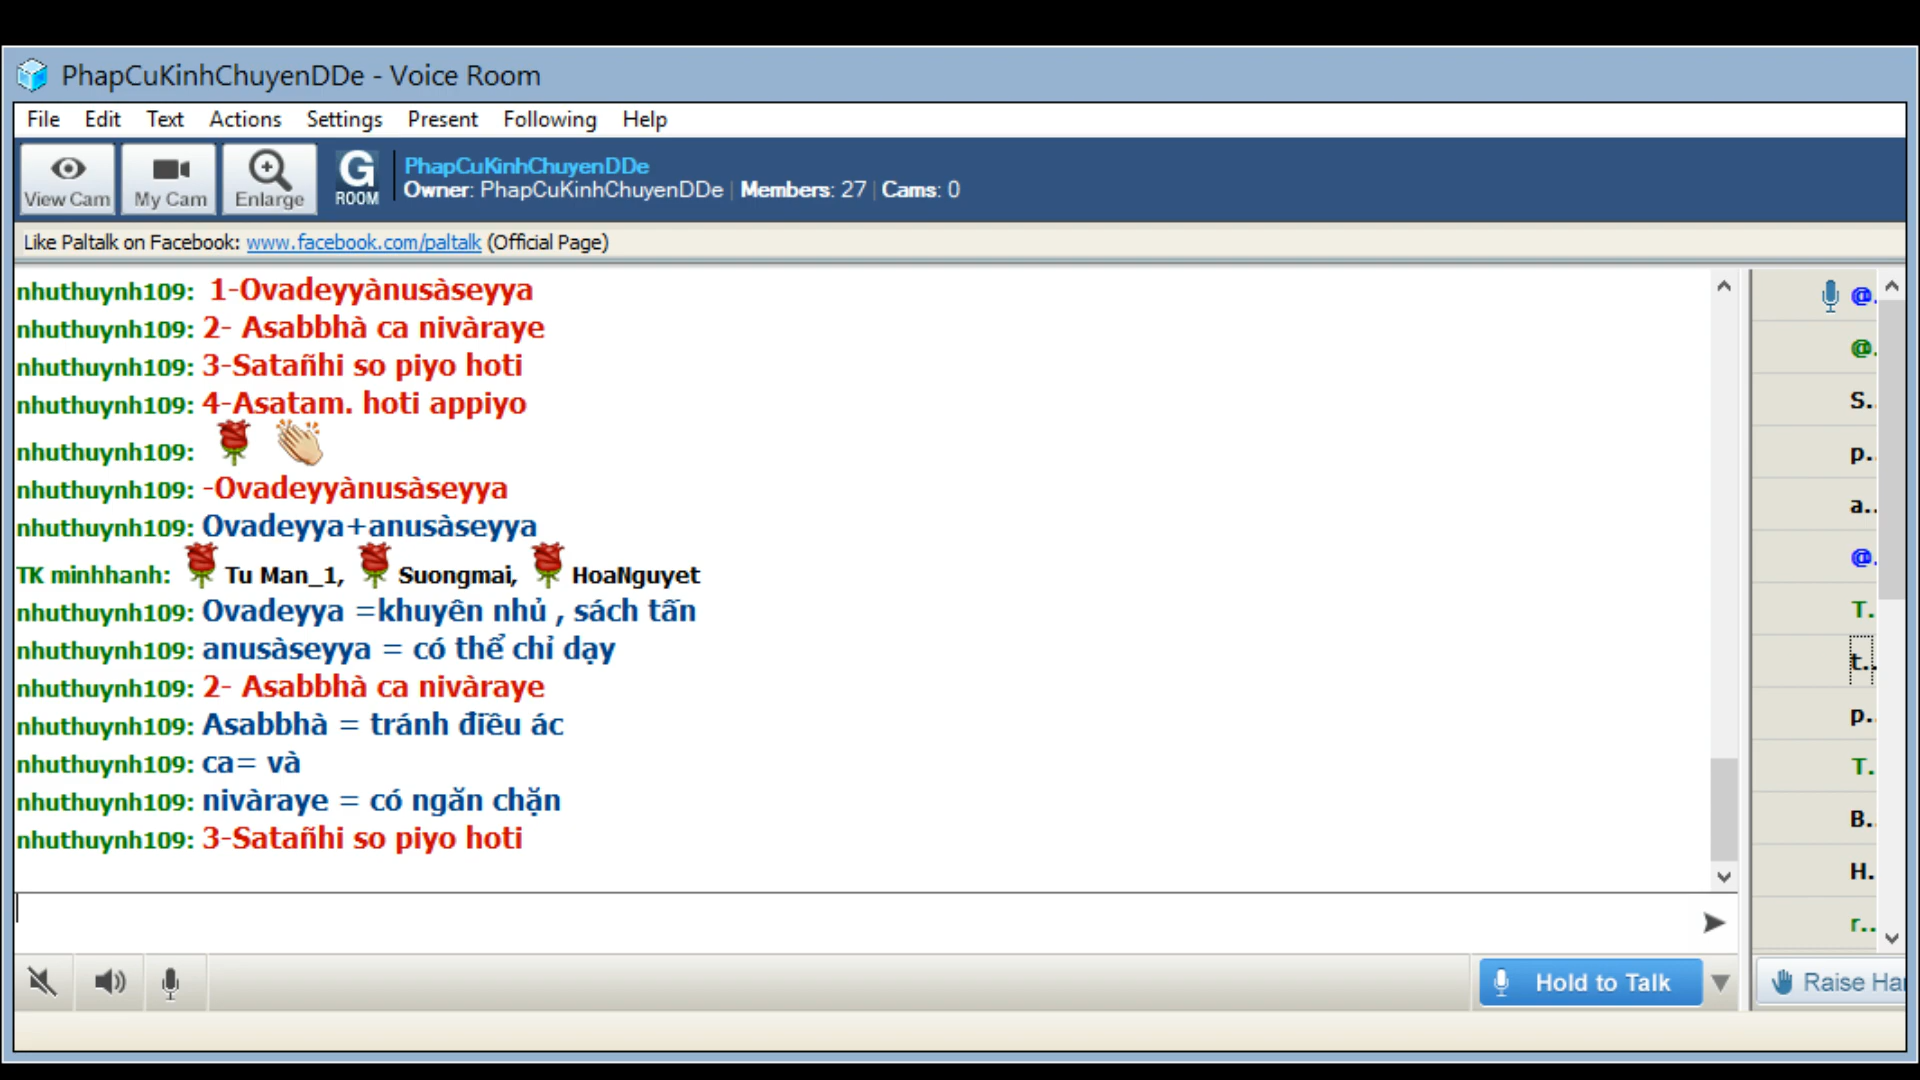 PhapCuKinhChuyenDDe - Voice Room
File Edit Text Actions Settings Present Following Help
View Cam My Cam Enlarge G ROOM
PhapCuKinhChuyenDDe
Owner: PhapCuKinhChuyenDDe | Members: 27 | Cams: 0
Like Paltalk on Facebook: www.facebook.com/paltalk (Official Page)
nhuthuynh109: 1-Ovadeyyànusàseyya
nhuthuynh109: 2- Asabbhà ca nivàraye
nhuthuynh109: 3-Satañhi so piyo hoti
nhuthuynh109: 4-Asatam. hoti appiyo
nhuthuynh109:
nhuthuynh109: -Ovadeyyànusàseyya
nhuthuynh109: Ovadeyya+anusàseyya
TK minhhanh: Tu Man_1, Suongmai, HoaNguyet
nhuthuynh109: Ovadeyya =khuyên nhủ , sách tấn
nhuthuynh109: anusàseyya = có thể chỉ dạy
nhuthuynh109: 2- Asabbhà ca nivàraye
nhuthuynh109: Asabbhà = tránh điều ác
nhuthuynh109: ca= và
nhuthuynh109: nivàraye = có ngăn chặn
nhuthuynh109: 3-Satañhi so piyo hoti
@.
@.
S..
p..
a..
@.
T.
t..
p..
T.
B..
H.
r..
Hold to Talk
Raise Ha